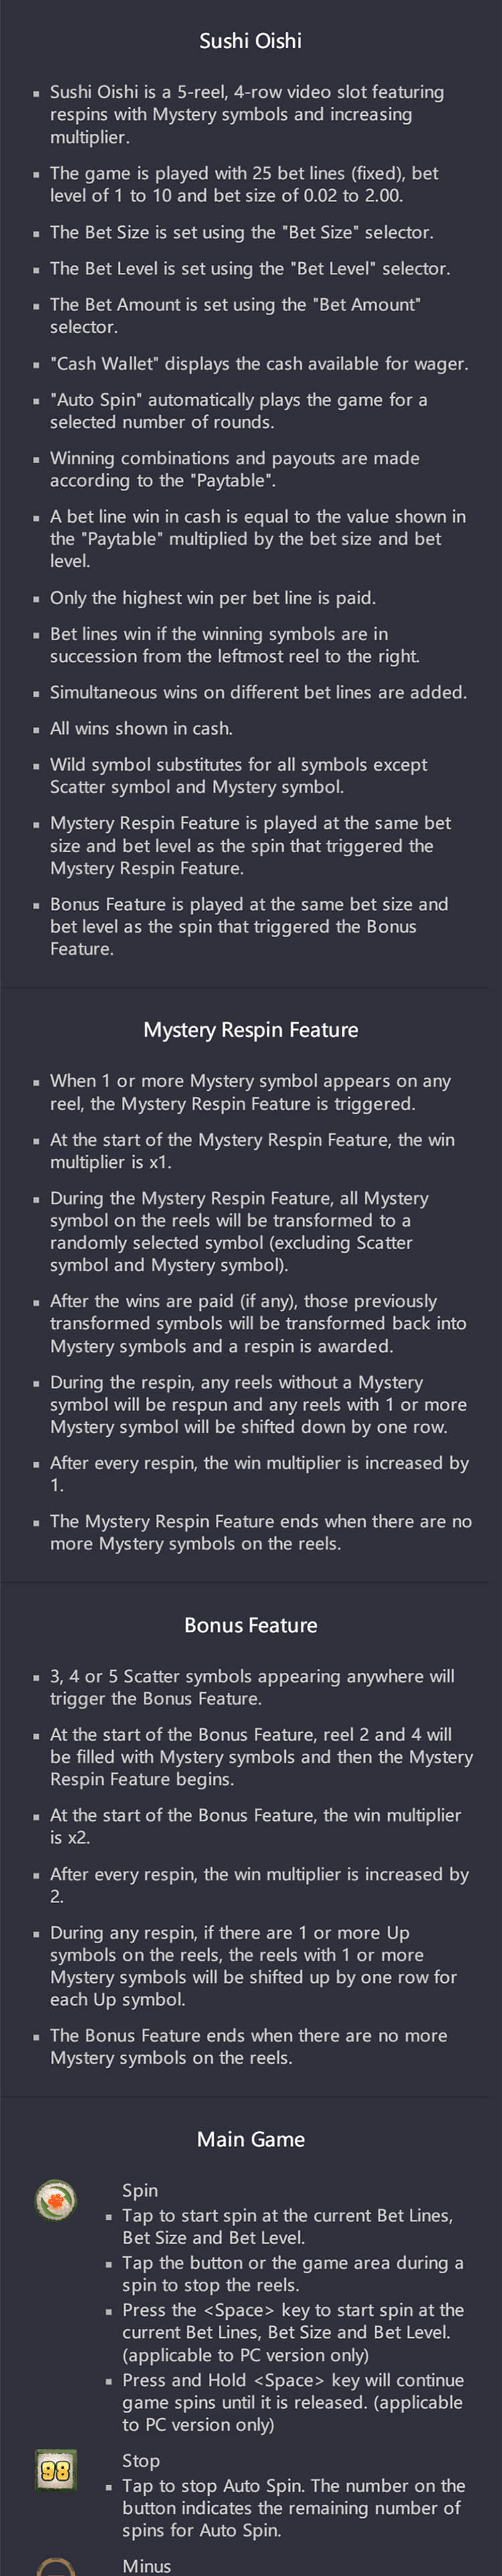 Sushi Oishi
Sushi Oishi is a 5-reel, 4-row video slot featuring
respins with Mystery symbols and increasing
multiplier.
The game is played with 25 bet lines (fixed), bet
level of 1 to 10 and bet size of 0.02 to 2.00.
The Bet Size is set using the "Bet Size" selector.
The Bet Level is set using the "Bet Level" selector.
The Bet Amount is set using the "Bet Amount"
selector.
"Cash Wallet" displays the cash available for wager.
"Auto Spin" automatically plays the game for a
selected number of rounds.
Winning combinations and payouts are made
according to the "Paytable".
A bet line win in cash is equal to the value shown in
the "Paytable" multiplied by the bet size and bet
level.
Only the highest win per bet line is paid.
Bet lines win if the winning symbols are in
succession from the leftmost reel to the right.
Simultaneous wins on different bet lines are added.
All wins shown in cash.
Wild symbol substitutes for all symbols except
Scatter symbol and Mystery symbol.
Mystery Respin Feature is played at the same bet
size and bet level as the spin that triggered the
Mystery Respin Feature.
Bonus Feature is played at the same bet size and
bet level as the spin that triggered the Bonus
Feature.
Mystery Respin Feature
When 1 or more Mystery symbol appears on any
reel, the Mystery Respin Feature is triggered.
At the start of the Mystery Respin Feature, the win
multiplier is x1.
During the Mystery Respin Feature, all Mystery
symbol on the reels will be transformed to a
randomly selected symbol (excluding Scatter
symbol and Mystery symbol).
After the wins are paid (if any), those previously
transformed symbols will be transformed back into
Mystery symbols and a respin is awarded.
During the respin, any reels without a Mystery
symbol will be respun and any reels with 1 or more
Mystery symbol will be shifted down by one row.
After every respin, the win multiplier is increased by
1.
The Mystery Respin Feature ends when there are no
more Mystery symbols on the reels.
Bonus Feature
3, 4 or 5 Scatter symbols appearing anywhere will
trigger the Bonus Feature.
At the start of the Bonus Feature, reel 2 and 4 will
be filled with Mystery symbols and then the Mystery
Respin Feature begins.
At the start of the Bonus Feature, the win multiplier
is x2.
After every respin, the win multiplier is increased by
2.
During any respin, if there are 1 or more Up
symbols on the reels, the reels with 1 or more
Mystery symbols will be shifted up by one row for
each Up symbol.
The Bonus Feature ends when there are no more
Mystery symbols on the reels.
Main Game
Spin
Tap to start spin at the current Bet Lines,
Bet Size and Bet Level.
Tap the button or the game area during a
spin to stop the reels.
Press the <Space> key to start spin at the
current Bet Lines, Bet Size and Bet Level.
(applicable to PC version only)
Press and Hold <Space> key will continue
game spins until it is released. (applicable
to PC version only)
98
Stop
Tap to stop Auto Spin. The number on the
button indicates the remaining number of
spins for Auto Spin.
Minus